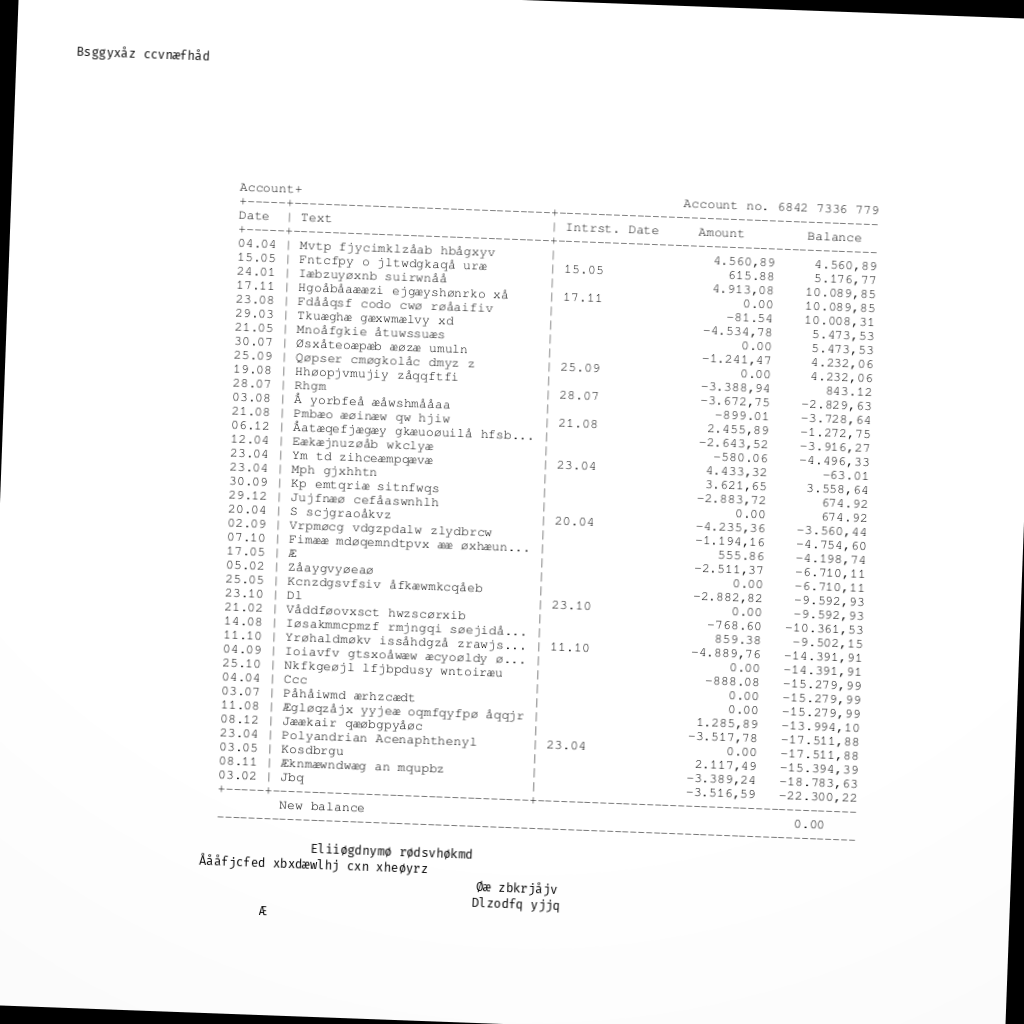 Bsggyxåz ccvnæfhåd
Account+ Account no. 6842 7336 779
+-----+---------------------------------+-----------------------------------------
Date | Text | Intrst. Date Amount Balance
+-----+---------------------------------+-----------------------------------------
04.04 | Mvtp fjycimklzåab hbågxyv | 4.560,89 4.560,89
15.05 | Fntcfpy o jltwdgkaqå uræ | 15.05 615.88 5.176,77
24.01 | Iæbzuyøxnb suirwnåå | 4.913,08 10.089,85
17.11 | Hgoåbåaææzi ejgæyshønrko xå | 17.11 0.00 10.089,85
23.08 | Fdååqsf codo cwø røåaifiv | -81.54 10.008,31
29.03 | Tkuæghæ gæxwmælvy xd | -4.534,78 5.473,53
21.05 | Mnoåfgkie åtuwssuæs | 0.00 5.473,53
30.07 | Øsxåteoæpæb æøzæ umuln | -1.241,47 4.232,06
25.09 | Qøpser cmøgkolåc dmyz z | 25.09 0.00 4.232,06
19.08 | Hhøopjvmujiy zåqqftfi | -3.388,94 843.12
28.07 | Rhgm | 28.07 -3.672,75 -2.829,63
03.08 | Å yorbfeå æåwshmååaa | -899.01 -3.728,64
21.08 | Pmbæo æøinæw qw hjiw | 21.08 2.455,89 -1.272,75
06.12 | Åatæqefjægæy gkæuoøuilå hfsb... | -2.643,52 -3.916,27
12.04 | Eækæjnuzøåb wkclyæ | -580.06 -4.496,33
23.04 | Ym td zihceæmpqævæ | 23.04 4.433,32 -63.01
23.04 | Mph gjxhhtn | 3.621,65 3.558,64
30.09 | Kp emtqriæ sitnfwqs | -2.883,72 674.92
29.12 | Jujfnæø cefåaswnhlh | 0.00 674.92
20.04 | S scjgraoåkvz | 20.04 -4.235,36 -3.560,44
02.09 | Vrpmøcg vdgzpdalw zlydbrcw | -1.194,16 -4.754,60
07.10 | Fimææ mdøqemndtpvx ææ øxhæun... | 555.86 -4.198,74
17.05 | Æ | -2.511,37 -6.710,11
05.02 | Zåaygvyøeaø | 0.00 -6.710,11
25.05 | Kcnzdgsvfsiv åfkæwmkcqåeb | -2.882,82 -9.592,93
23.10 | Dl | 23.10 0.00 -9.592,93
21.02 | Våddføovxsct hwzscørxib | -768.60 -10.361,53
14.08 | Iøsakmmcpmzf rmjngqi søejidå... | 859.38 -9.502,15
11.10 | Yrøhaldmøkv issåhdgzå zrawjs... | 11.10 -4.889,76 -14.391,91
04.09 | Ioiavfv gtsxoåwæw æcyoøldy ø... | 0.00 -14.391,91
25.10 | Nkfkgeøjl lfjbpdusy wntoiræu | -888.08 -15.279,99
04.04 | Ccc | 0.00 -15.279,99
03.07 | Påhåiwmd ærhzcædt | 0.00 -15.279,99
11.08 | Ægløqzåjx yyjeæ oqmfqyfpø åqqjr | 1.285,89 -13.994,10
08.12 | Jæækair qæøbgpyåøc | -3.517,78 -17.511,88
23.04 | Polyandrian Acenaphthenyl | 23.04 0.00 -17.511,88
03.05 | Kosdbrgu | 2.117,49 -15.394,39
08.11 | Æknmæwndwæg an mqupbz | -3.389,24 -18.783,63
03.02 | Jbq | -3.516,59 -22.300,22
+-----+---------------------------------+-----------------------------------------
New balance 0.00
----------------------------------------------------------------------------------
Eliiøgdnymø rødsvhøkmd
Åååfjcfed xbxdæwlhj cxn xheøyrz
Øæ zbkrjåjv
Dlzodfq yjjq
Æ